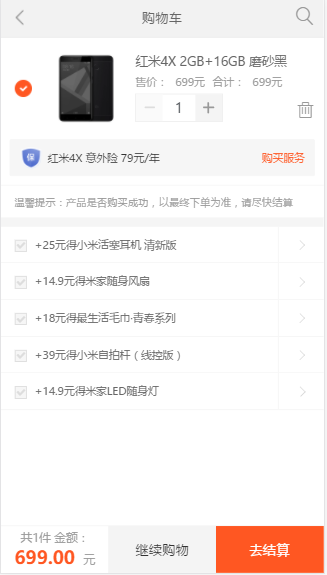 购物车
红米4X 2GB+16GB 磨砂黑
售价： 699元 合计： 699元
− 1 +
保 红米4X 意外险 79元/年 购买服务
温馨提示：产品是否购买成功，以最终下单为准，请尽快结算
+25元得小米活塞耳机 清新版
+14.9元得米家随身风扇
+18元得最生活毛巾·青春系列
+39元得小米自拍杆（线控版）
+14.9元得米家LED随身灯
共1件 金额：
699.00 元
继续购物
去结算